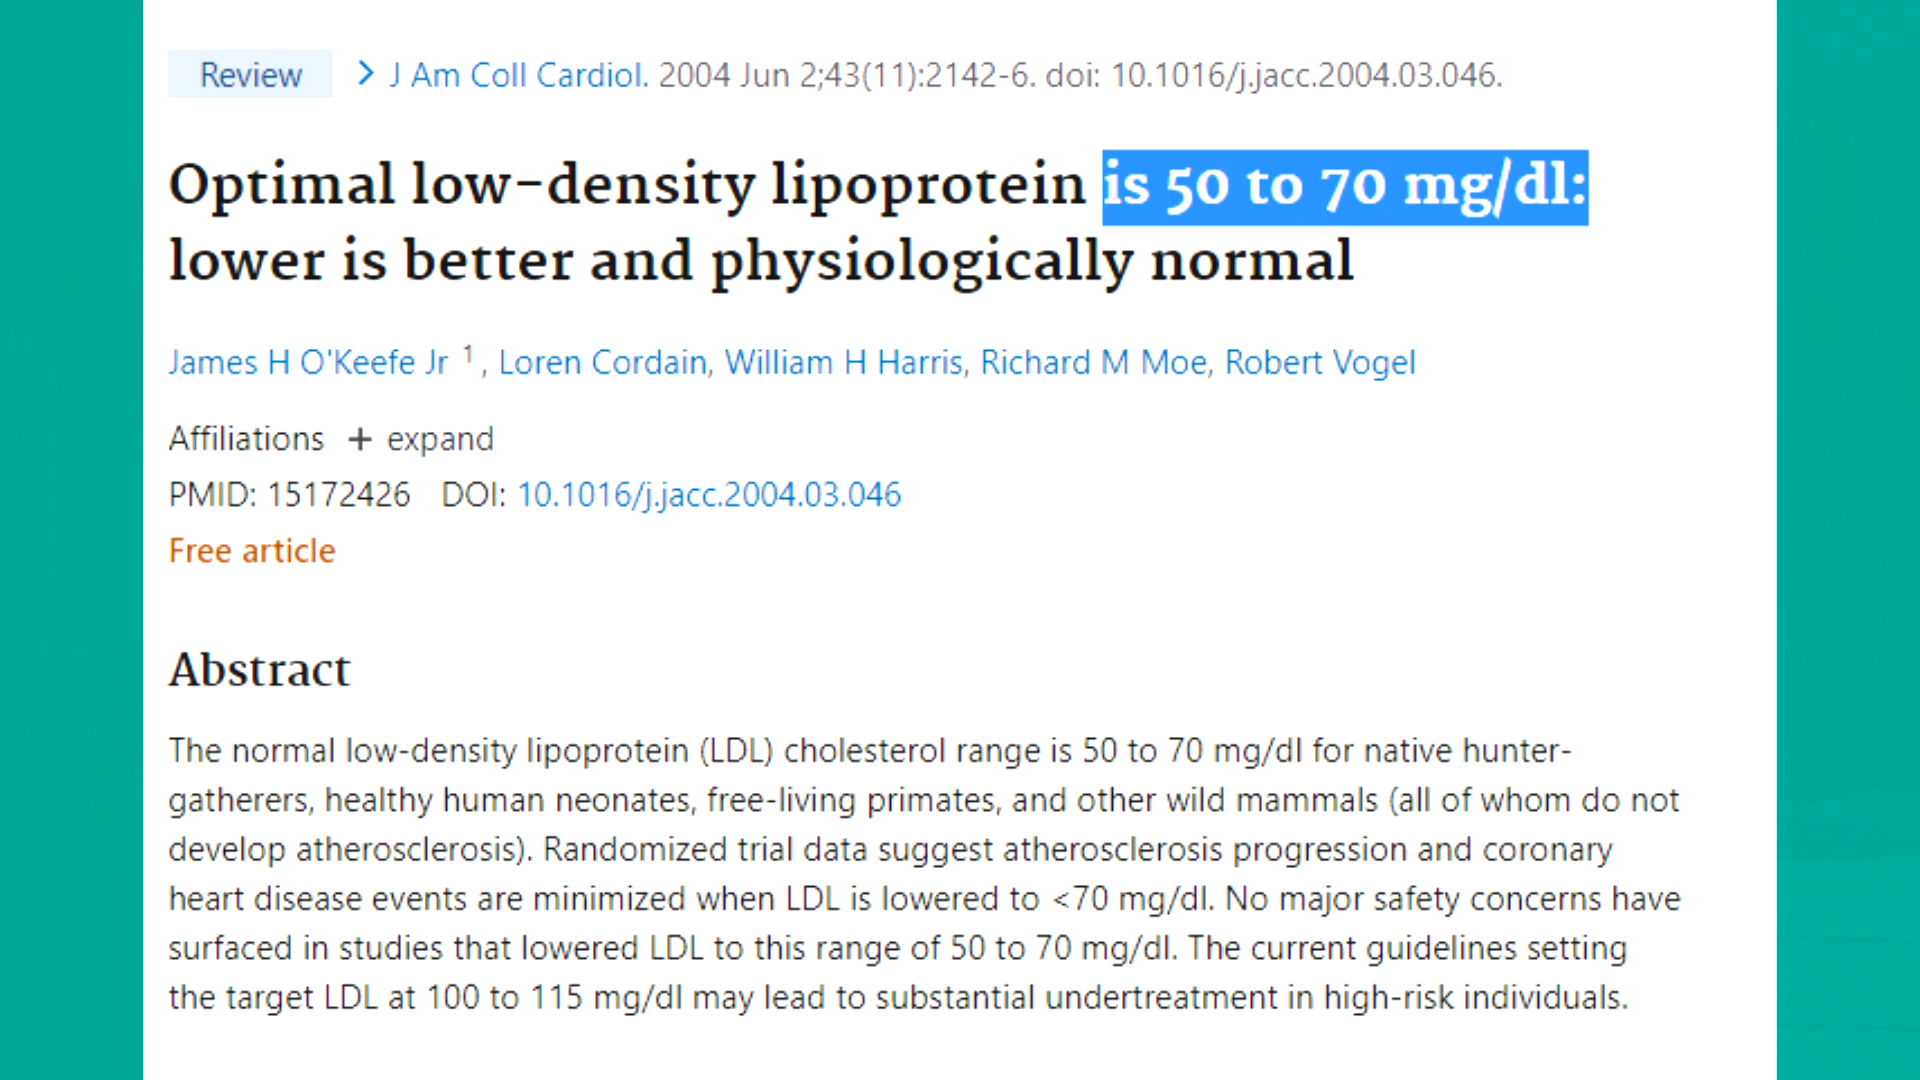 Review > J Am Coll Cardiol. 2004 Jun 2;43(11):2142-6. doi: 10.1016/j.jacc.2004.03.046.
Optimal low-density lipoprotein is 50 to 70 mg/dl:
lower is better and physiologically normal
James H O'Keefe Jr 1, Loren Cordain, William H Harris, Richard M Moe, Robert Vogel
Affiliations + expand
PMID: 15172426 DOI: 10.1016/j.jacc.2004.03.046
Free article
Abstract
The normal low-density lipoprotein (LDL) cholesterol range is 50 to 70 mg/dl for native hunter-
gatherers, healthy human neonates, free-living primates, and other wild mammals (all of whom do not
develop atherosclerosis). Randomized trial data suggest atherosclerosis progression and coronary
heart disease events are minimized when LDL is lowered to <70 mg/dl. No major safety concerns have
surfaced in studies that lowered LDL to this range of 50 to 70 mg/dl. The current guidelines setting
the target LDL at 100 to 115 mg/dl may lead to substantial undertreatment in high-risk individuals.